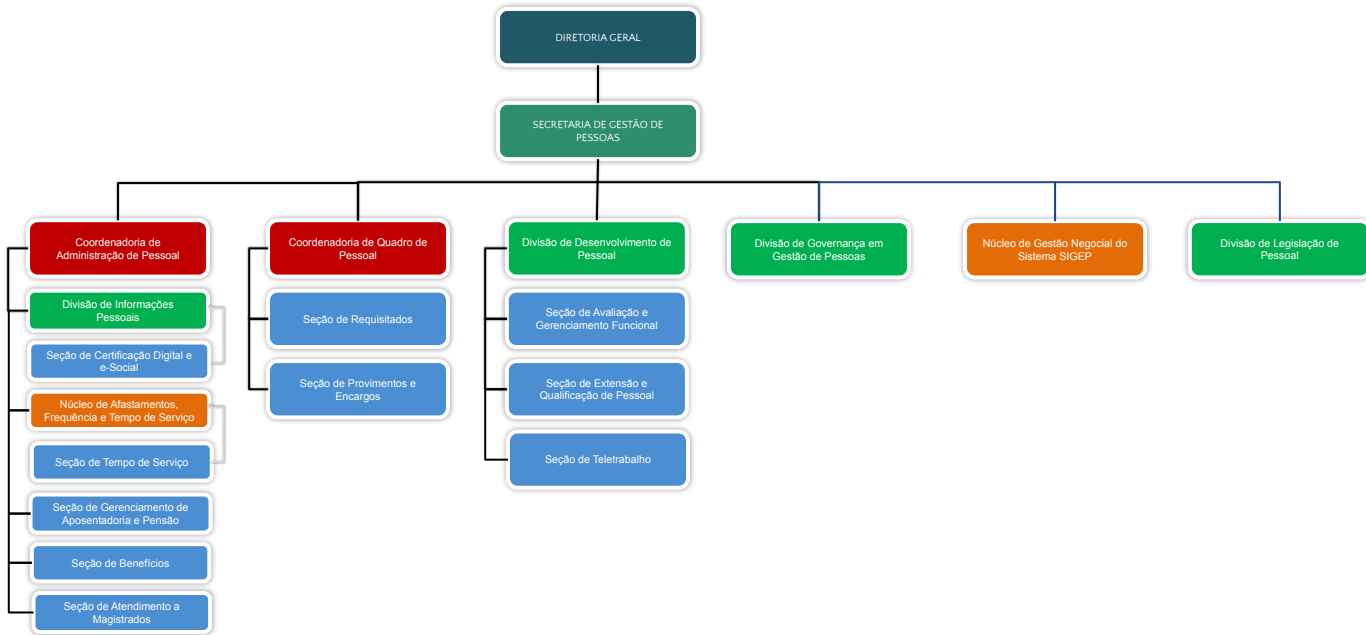 DIRETORIA GERAL
SECRETARIA DE GESTÃO DE
PESSOAS
Coordenadoria de
Administração de Pessoal
Coordenadoria de Quadro de
Pessoal
Divisão de Desenvolvimento de
Pessoal
Divisão de Governança em
Gestão de Pessoas
Núcleo de Gestão Negocial do
Sistema SIGEP
Divisão de Legislação de
Pessoal
Divisão de Informações
Pessoais
Seção de Certificação Digital e
e-Social
Núcleo de Afastamentos,
Frequência e Tempo de Serviço
Seção de Tempo de Serviço
Seção de Gerenciamento de
Aposentadoria e Pensão
Seção de Benefícios
Seção de Atendimento a
Magistrados
Seção de Requisitados
Seção de Provimentos e
Encargos
Seção de Avaliação e
Gerenciamento Funcional
Seção de Extensão e
Qualificação de Pessoal
Seção de Teletrabalho